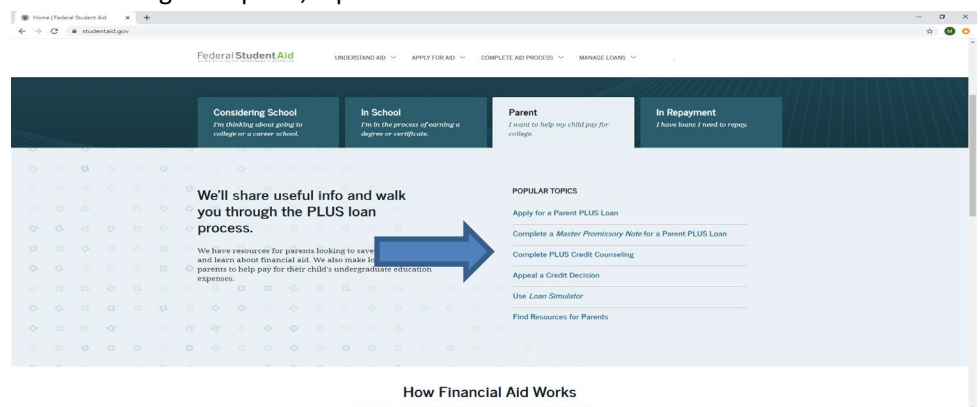 Home | Federal Student Aid
studentaid.gov
M
Federal Student Aid
UNDERSTAND AID
APPLY FOR AID
COMPLETE AID PROCESS
MANAGE LOANS
Considering School
I'm thinking about going to
college or a career school.
In School
I'm in the process of earning a
degree or certificate.
Parent
I want to help my child pay for
college.
In Repayment
I have loans I need to repay.
We'll share useful info and walk
you through the PLUS loan
process.
We have resources for parents looking to save
and learn about financial aid. We also make
parents to help pay for their child's undergraduate education
expenses.
POPULAR TOPICS
Apply for a Parent PLUS Loan
Complete a Master Promissory Note for a Parent PLUS Loan
Complete PLUS Credit Counseling
Appeal a Credit Decision
Use Loan Simulator
Find Resources for Parents
How Financial Aid Works